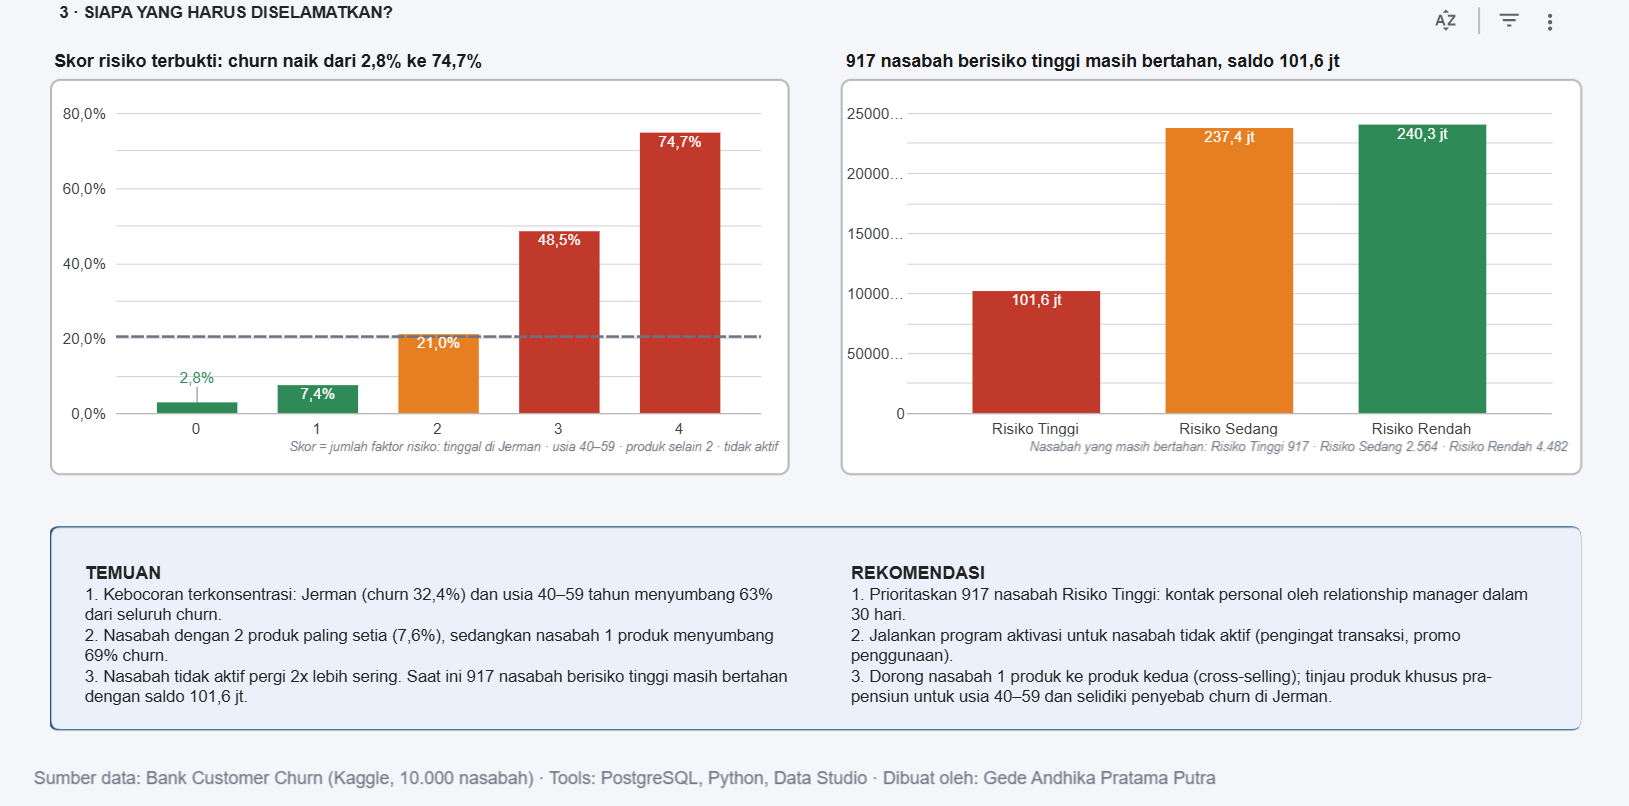 3 · SIAPA YANG HARUS DISELAMATKAN?
AZ
Skor risiko terbukti: churn naik dari 2,8% ke 74,7%
80,0%
60,0%
40,0%
20,0%
0,0%
2,8%
7,4%
21,0%
48,5%
74,7%
0
1
2
3
4
Skor = jumlah faktor risiko: tinggal di Jerman · usia 40–59 · produk selain 2 · tidak aktif
917 nasabah berisiko tinggi masih bertahan, saldo 101,6 jt
25000...
20000...
15000...
10000...
50000...
0
101,6 jt
237,4 jt
240,3 jt
Risiko Tinggi
Risiko Sedang
Risiko Rendah
Nasabah yang masih bertahan: Risiko Tinggi 917 · Risiko Sedang 2.564 · Risiko Rendah 4.482
TEMUAN
1. Kebocoran terkonsentrasi: Jerman (churn 32,4%) dan usia 40–59 tahun menyumbang 63%
dari seluruh churn.
2. Nasabah dengan 2 produk paling setia (7,6%), sedangkan nasabah 1 produk menyumbang
69% churn.
3. Nasabah tidak aktif pergi 2x lebih sering. Saat ini 917 nasabah berisiko tinggi masih bertahan
dengan saldo 101,6 jt.
REKOMENDASI
1. Prioritaskan 917 nasabah Risiko Tinggi: kontak personal oleh relationship manager dalam
30 hari.
2. Jalankan program aktivasi untuk nasabah tidak aktif (pengingat transaksi, promo
penggunaan).
3. Dorong nasabah 1 produk ke produk kedua (cross-selling); tinjau produk khusus pra-
pensiun untuk usia 40–59 dan selidiki penyebab churn di Jerman.
Sumber data: Bank Customer Churn (Kaggle, 10.000 nasabah) · Tools: PostgreSQL, Python, Data Studio · Dibuat oleh: Gede Andhika Pratama Putra